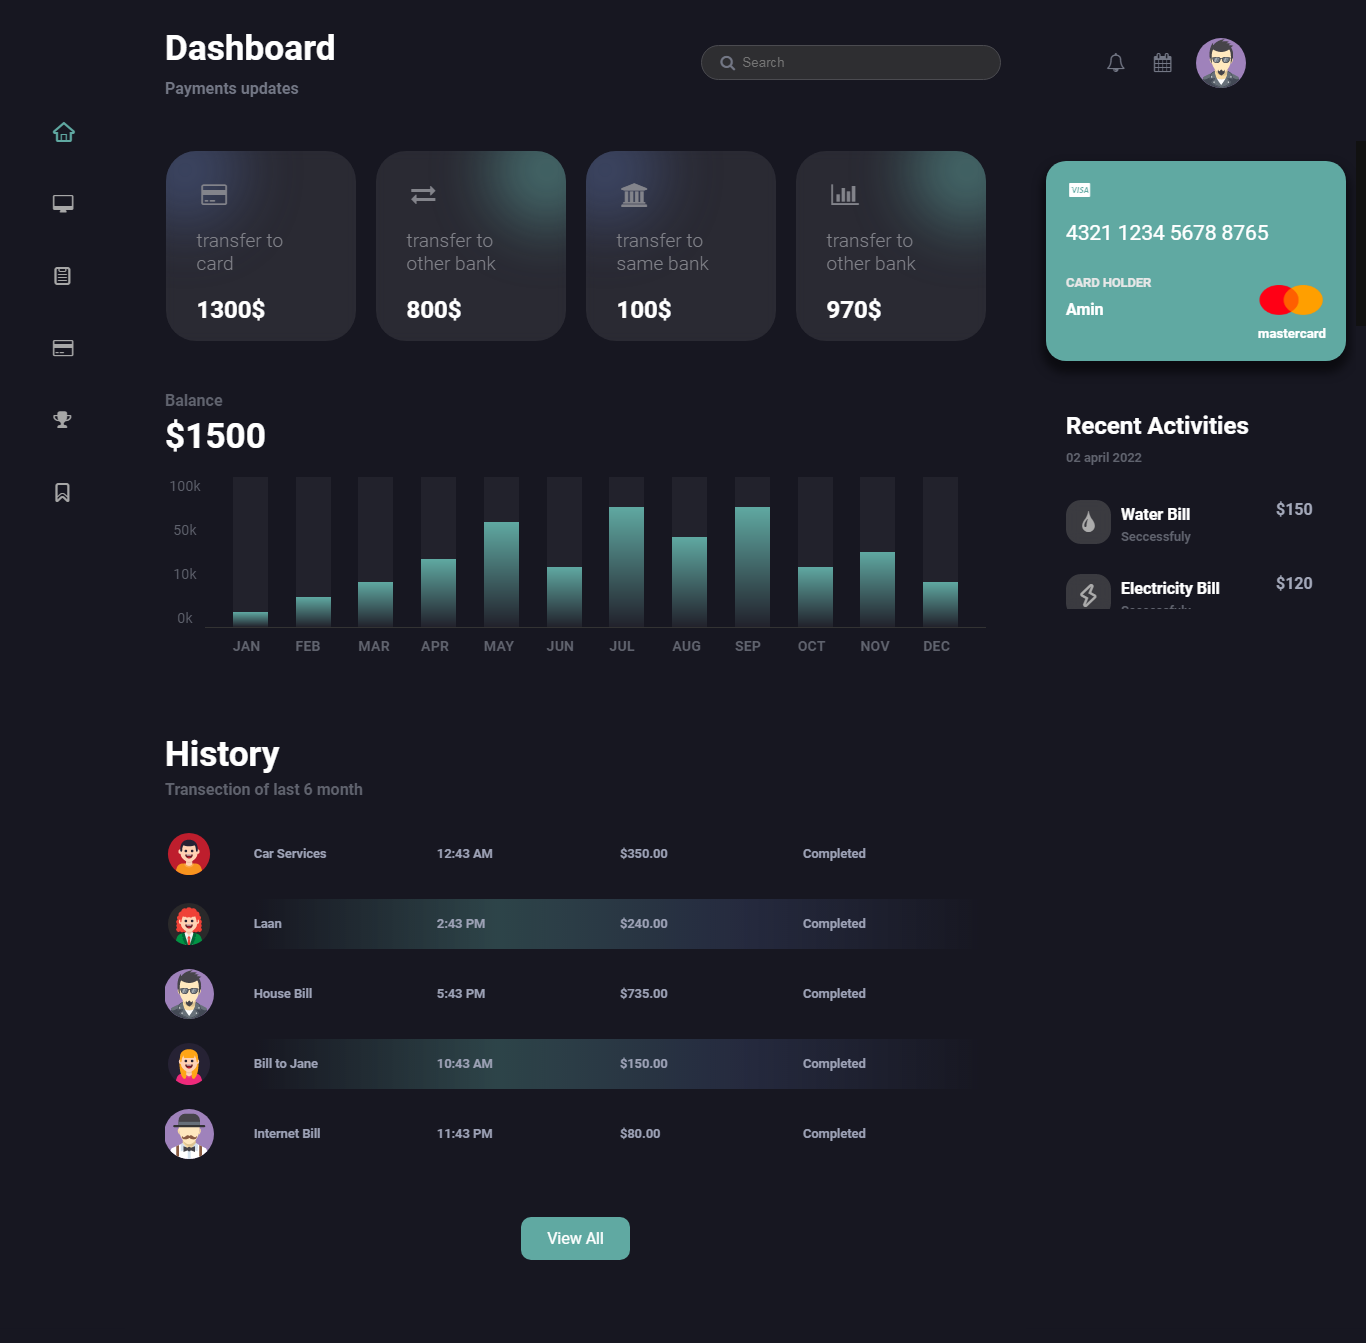 Dashboard
Payments updates
Search
transfer to
card
1300$
transfer to
other bank
800$
transfer to
same bank
100$
transfer to
other bank
970$
VISA
4321 1234 5678 8765
CARD HOLDER
Amin
mastercard
Balance
$1500
100k
50k
10k
0k
JAN FEB MAR APR MAY JUN JUL AUG SEP OCT NOV DEC
Recent Activities
02 april 2022
Water Bill $150
Seccessfuly
Electricity Bill $120
History
Transection of last 6 month
Car Services 12:43 AM $350.00 Completed
Laan 2:43 PM $240.00 Completed
House Bill 5:43 PM $735.00 Completed
Bill to Jane 10:43 AM $150.00 Completed
Internet Bill 11:43 PM $80.00 Completed
View All